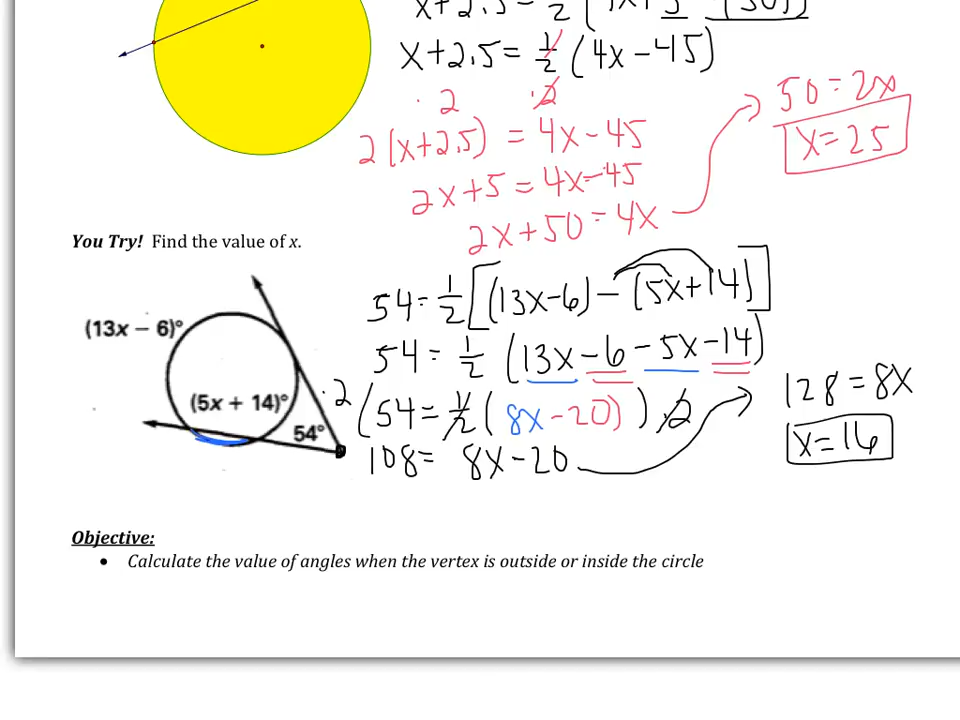 x+2.5 = 1/2 (4x-45)
·2 ·2
2(x+2.5) = 4x-45
2x+5 = 4x-45
2x+50 = 4x
50 = 2x
x = 25
You Try! Find the value of x.
(13x − 6)°
(5x + 14)°
54°
54 = 1/2 [(13x-6) - (5x+14)]
54 = 1/2 (13x-6-5x-14)
·2 (54 = 1/2 (8x-20)) ·2
108 = 8x-20
128 = 8x
x = 16
Objective:
• Calculate the value of angles when the vertex is outside or inside the circle